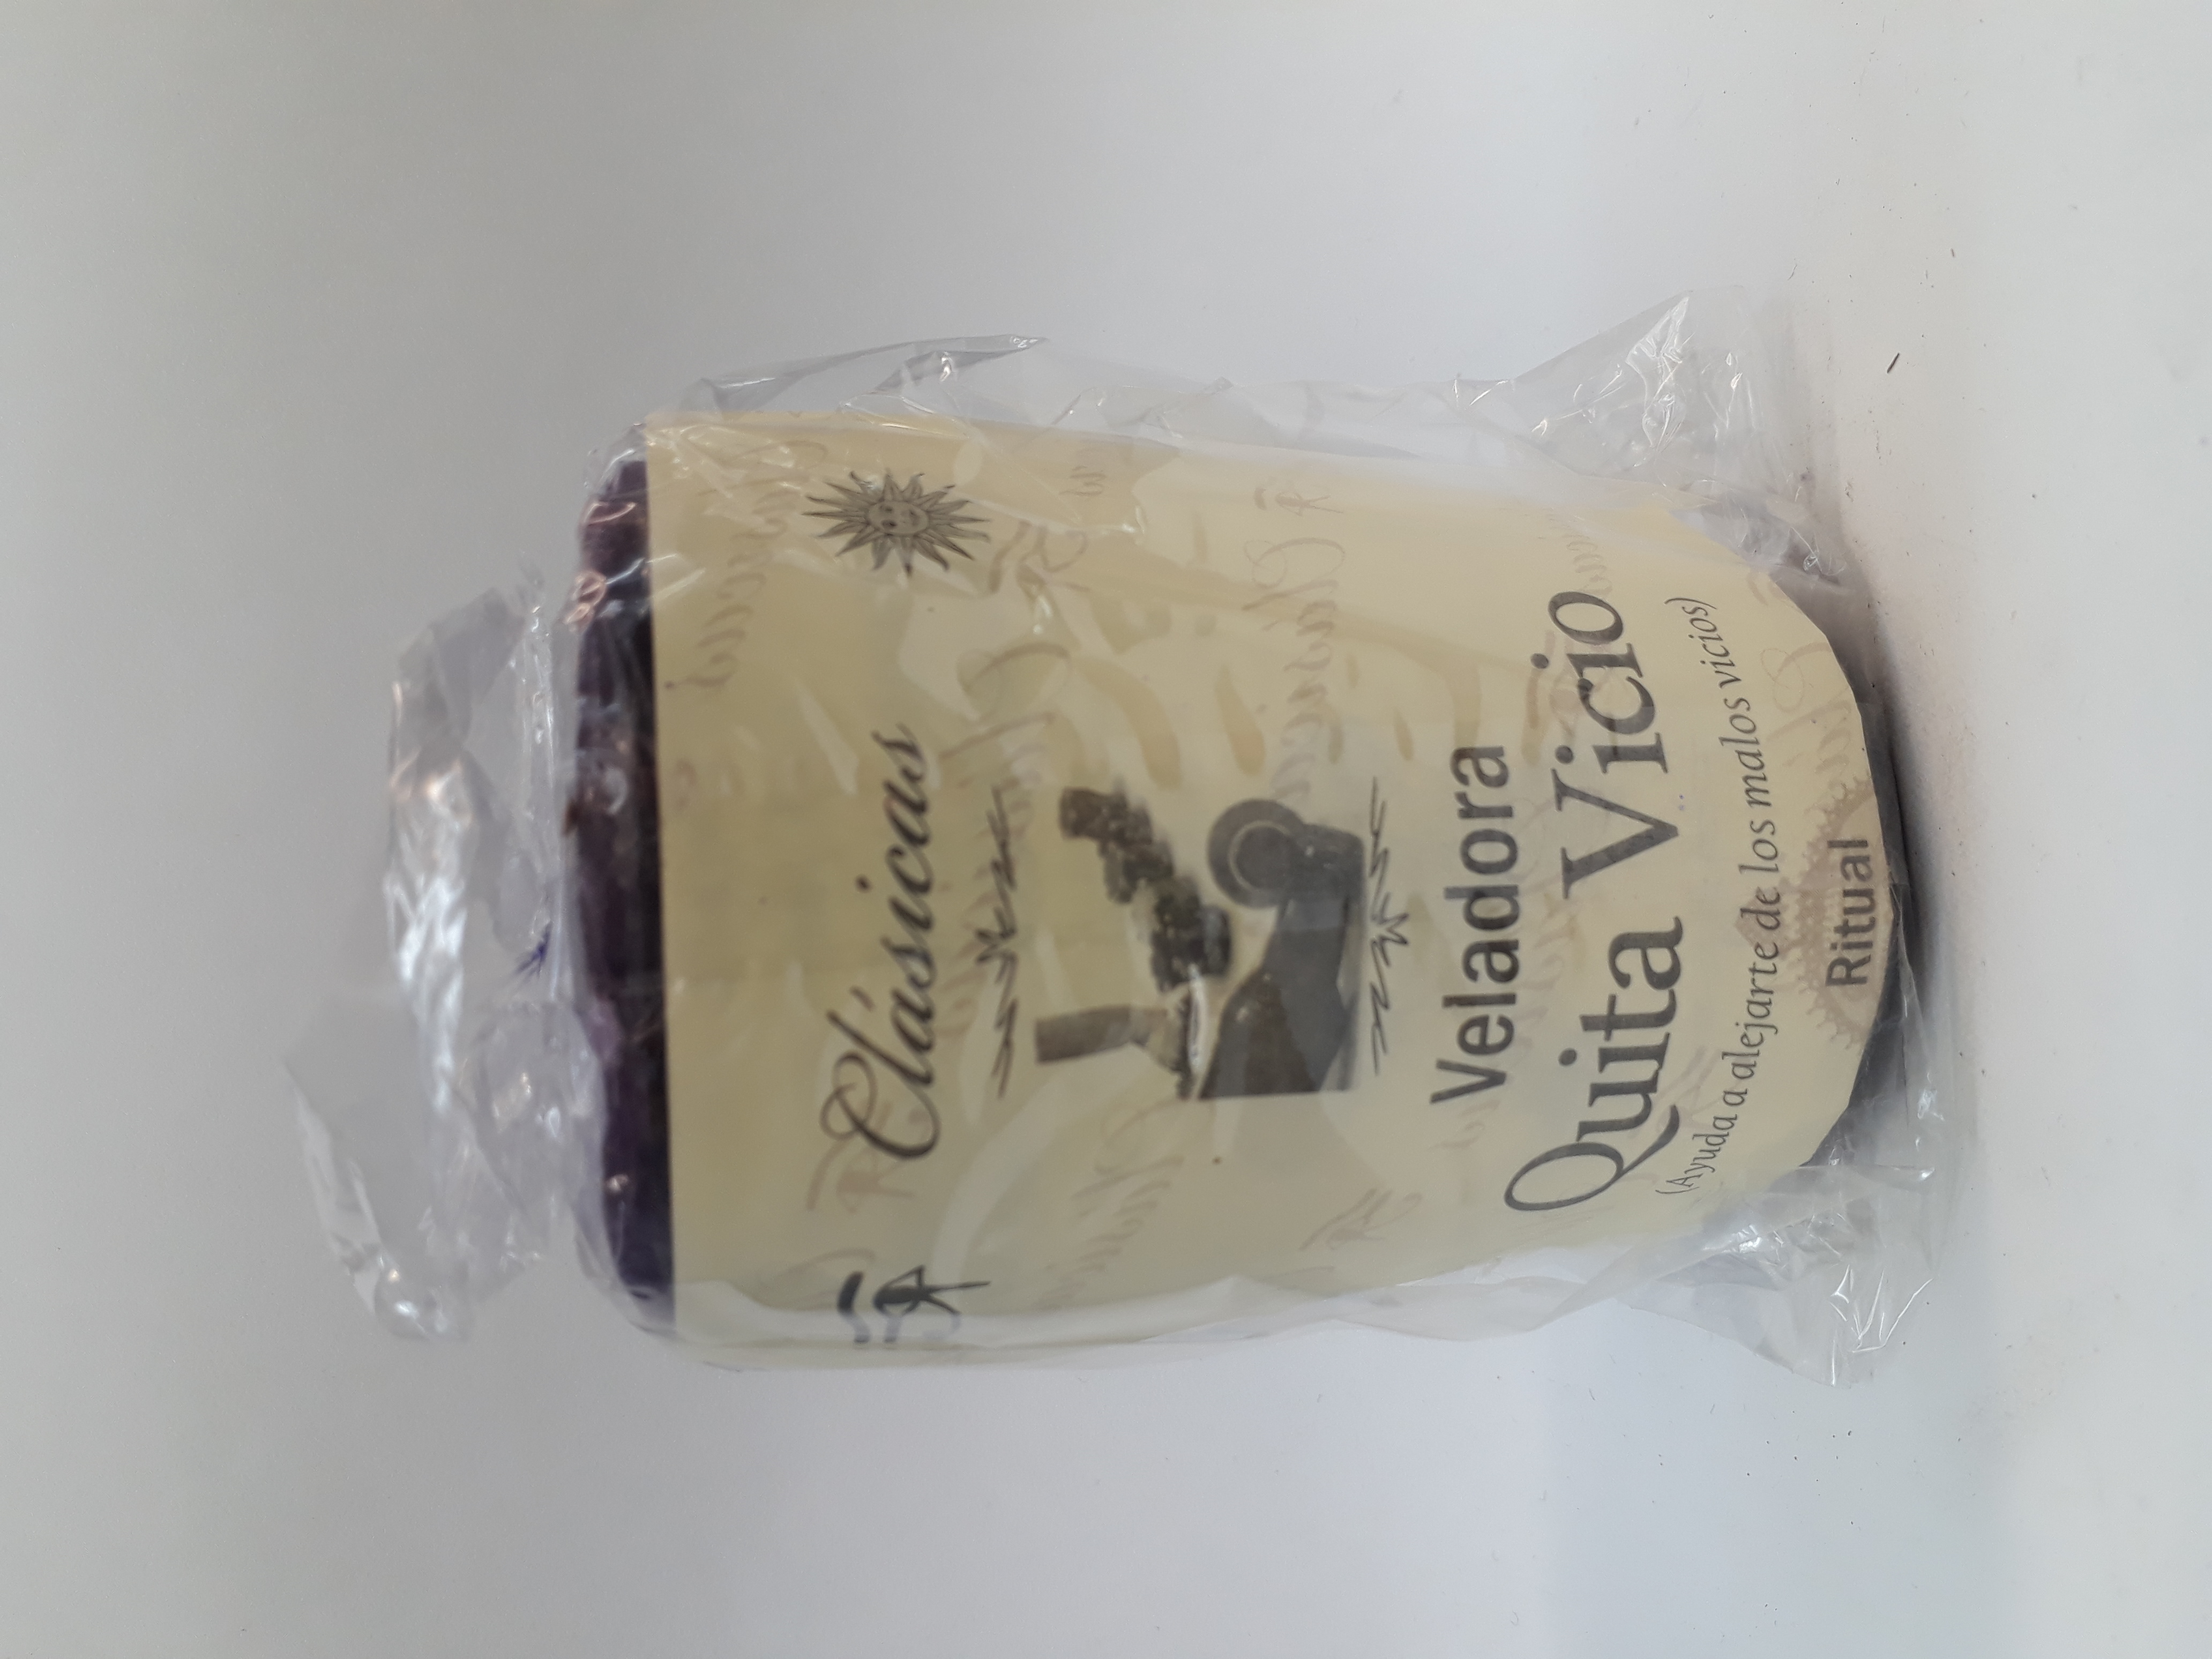 Clásicas
Veladora
Quita Vicio
(Ayuda a alejarte de los malos vicios)
Ritual